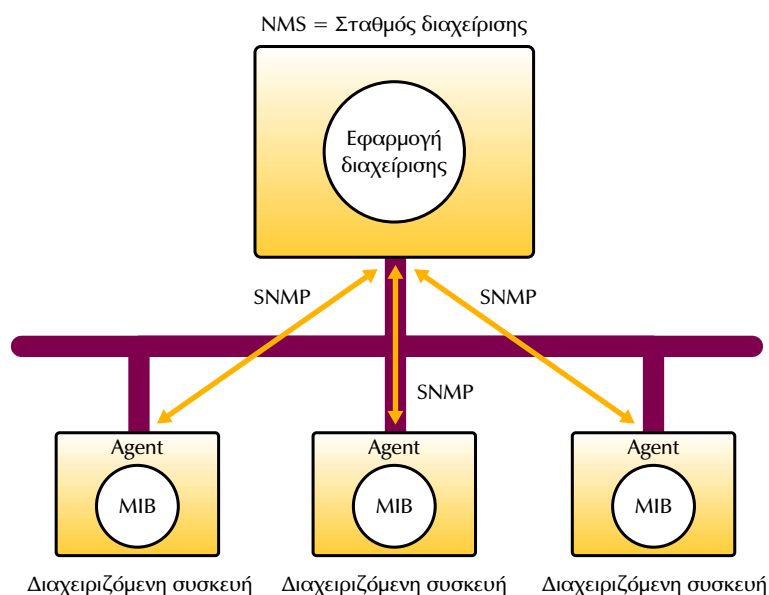 NMS = Σταθμός διαχείρισης
Εφαρμογή
διαχείρισης
SNMP
SNMP
SNMP
Agent
Agent
Agent
MIB
MIB
MIB
Διαχειριζόμενη συσκευή
Διαχειριζόμενη συσκευή
Διαχειριζόμενη συσκευή